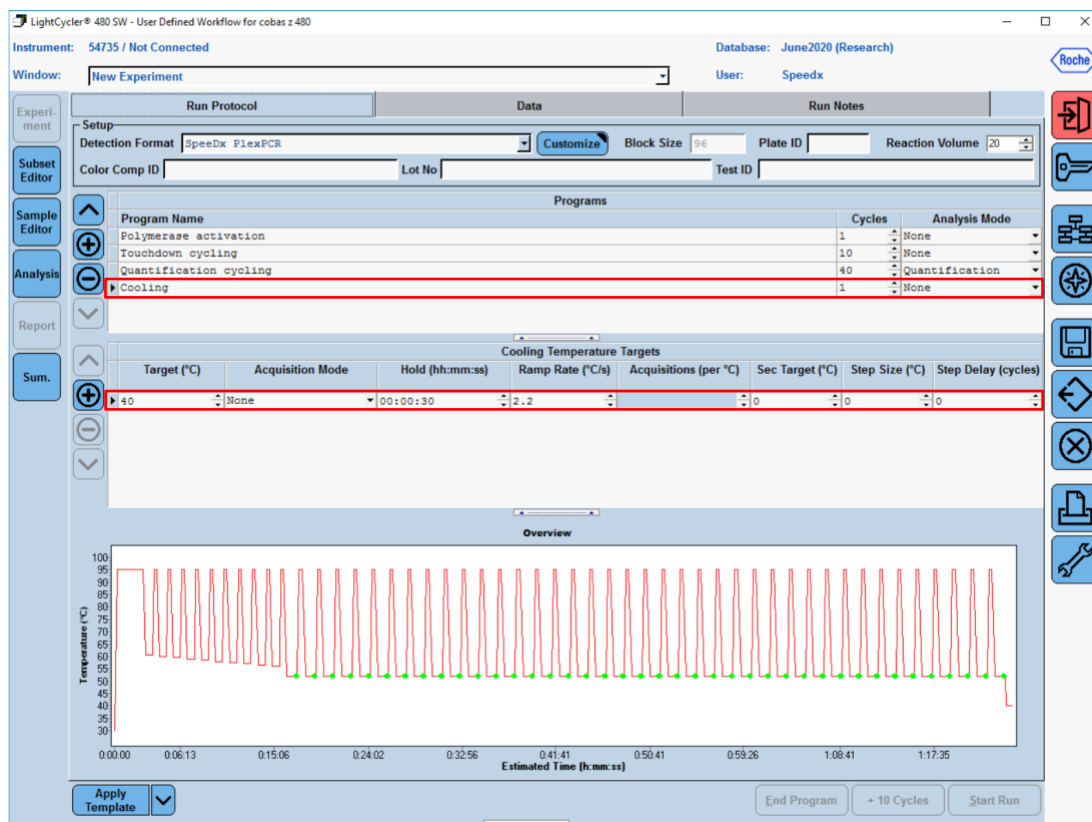 LightCycler® 480 SW - User Defined Workflow for cobas z 480
Instrument: 54735 / Not Connected
Database: June2020 (Research)
Window: New Experiment
User: Speedx
Roche
Experi-
ment
Subset
Editor
Sample
Editor
Analysis
Report
Sum.
Run Protocol Data Run Notes
Setup
Detection Format SpeeDx PlexPCR Customize Block Size 96 Plate ID Reaction Volume 20
Color Comp ID Lot No Test ID
Programs
Program Name Cycles Analysis Mode
Polymerase activation 1 None
Touchdown cycling 10 None
Quantification cycling 40 Quantification
Cooling 1 None
Cooling Temperature Targets
Target (°C) Acquisition Mode Hold (hh:mm:ss) Ramp Rate (°C/s) Acquisitions (per °C) Sec Target (°C) Step Size (°C) Step Delay (cycles)
40 None 00:00:30 2.2 0 0 0
Overview
Temperature (°C)
100
95
90
85
80
75
70
65
60
55
50
45
40
35
30
0:00:00 0:06:13 0:15:06 0:24:02 0:32:56 0:41:41 0:50:41 0:59:26 1:08:41 1:17:35
Estimated Time (h:mm:ss)
Apply
Template
End Program + 10 Cycles Start Run